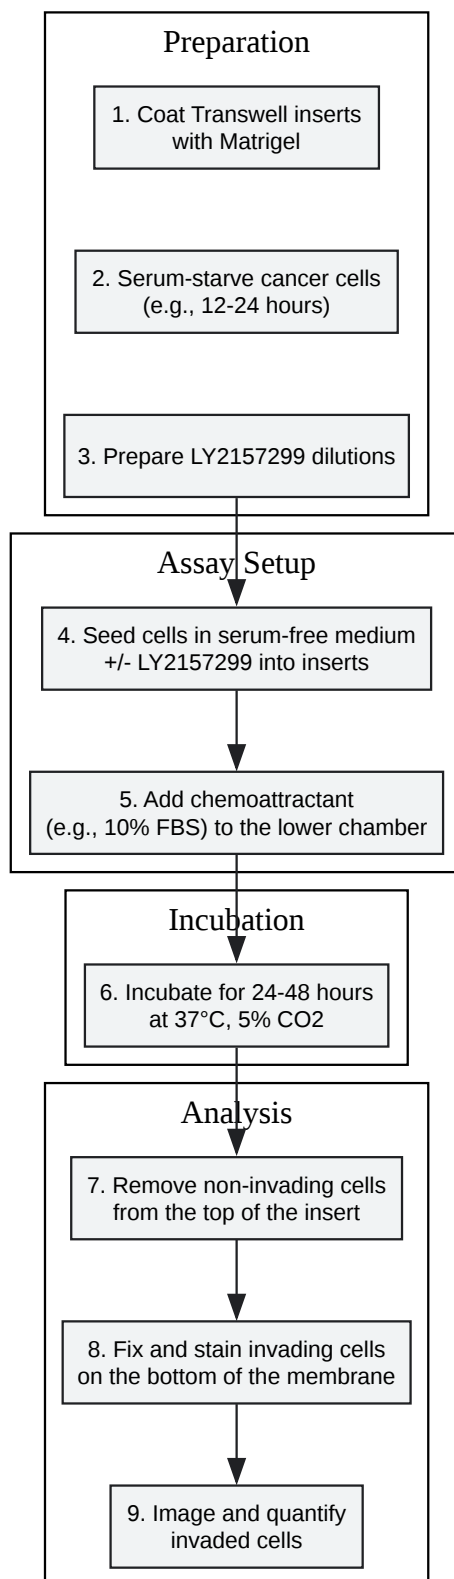 Preparation
1. Coat Transwell inserts
with Matrigel
2. Serum-starve cancer cells
(e.g., 12-24 hours)
3. Prepare LY2157299 dilutions
Assay Setup
4. Seed cells in serum-free medium
+/- LY2157299 into inserts
5. Add chemoattractant
(e.g., 10% FBS) to the lower chamber
Incubation
6. Incubate for 24-48 hours
at 37°C, 5% CO2
Analysis
7. Remove non-invading cells
from the top of the insert
8. Fix and stain invading cells
on the bottom of the membrane
9. Image and quantify
invaded cells